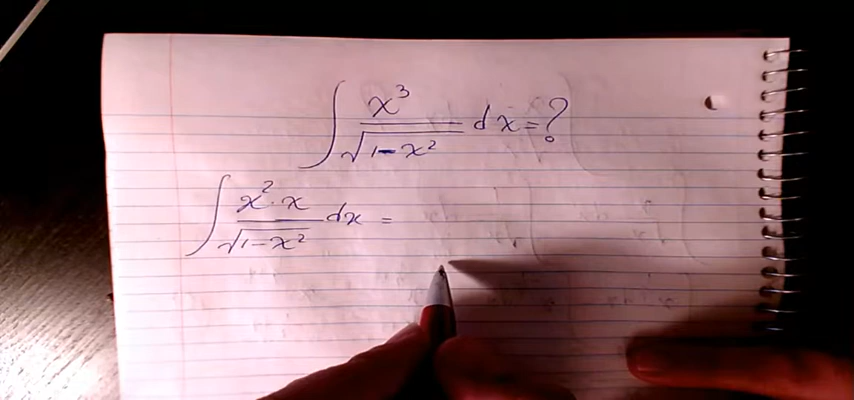 ∫ x³/√(1-x²) dx = ?
∫ x²·x/√(1-x²) dx =